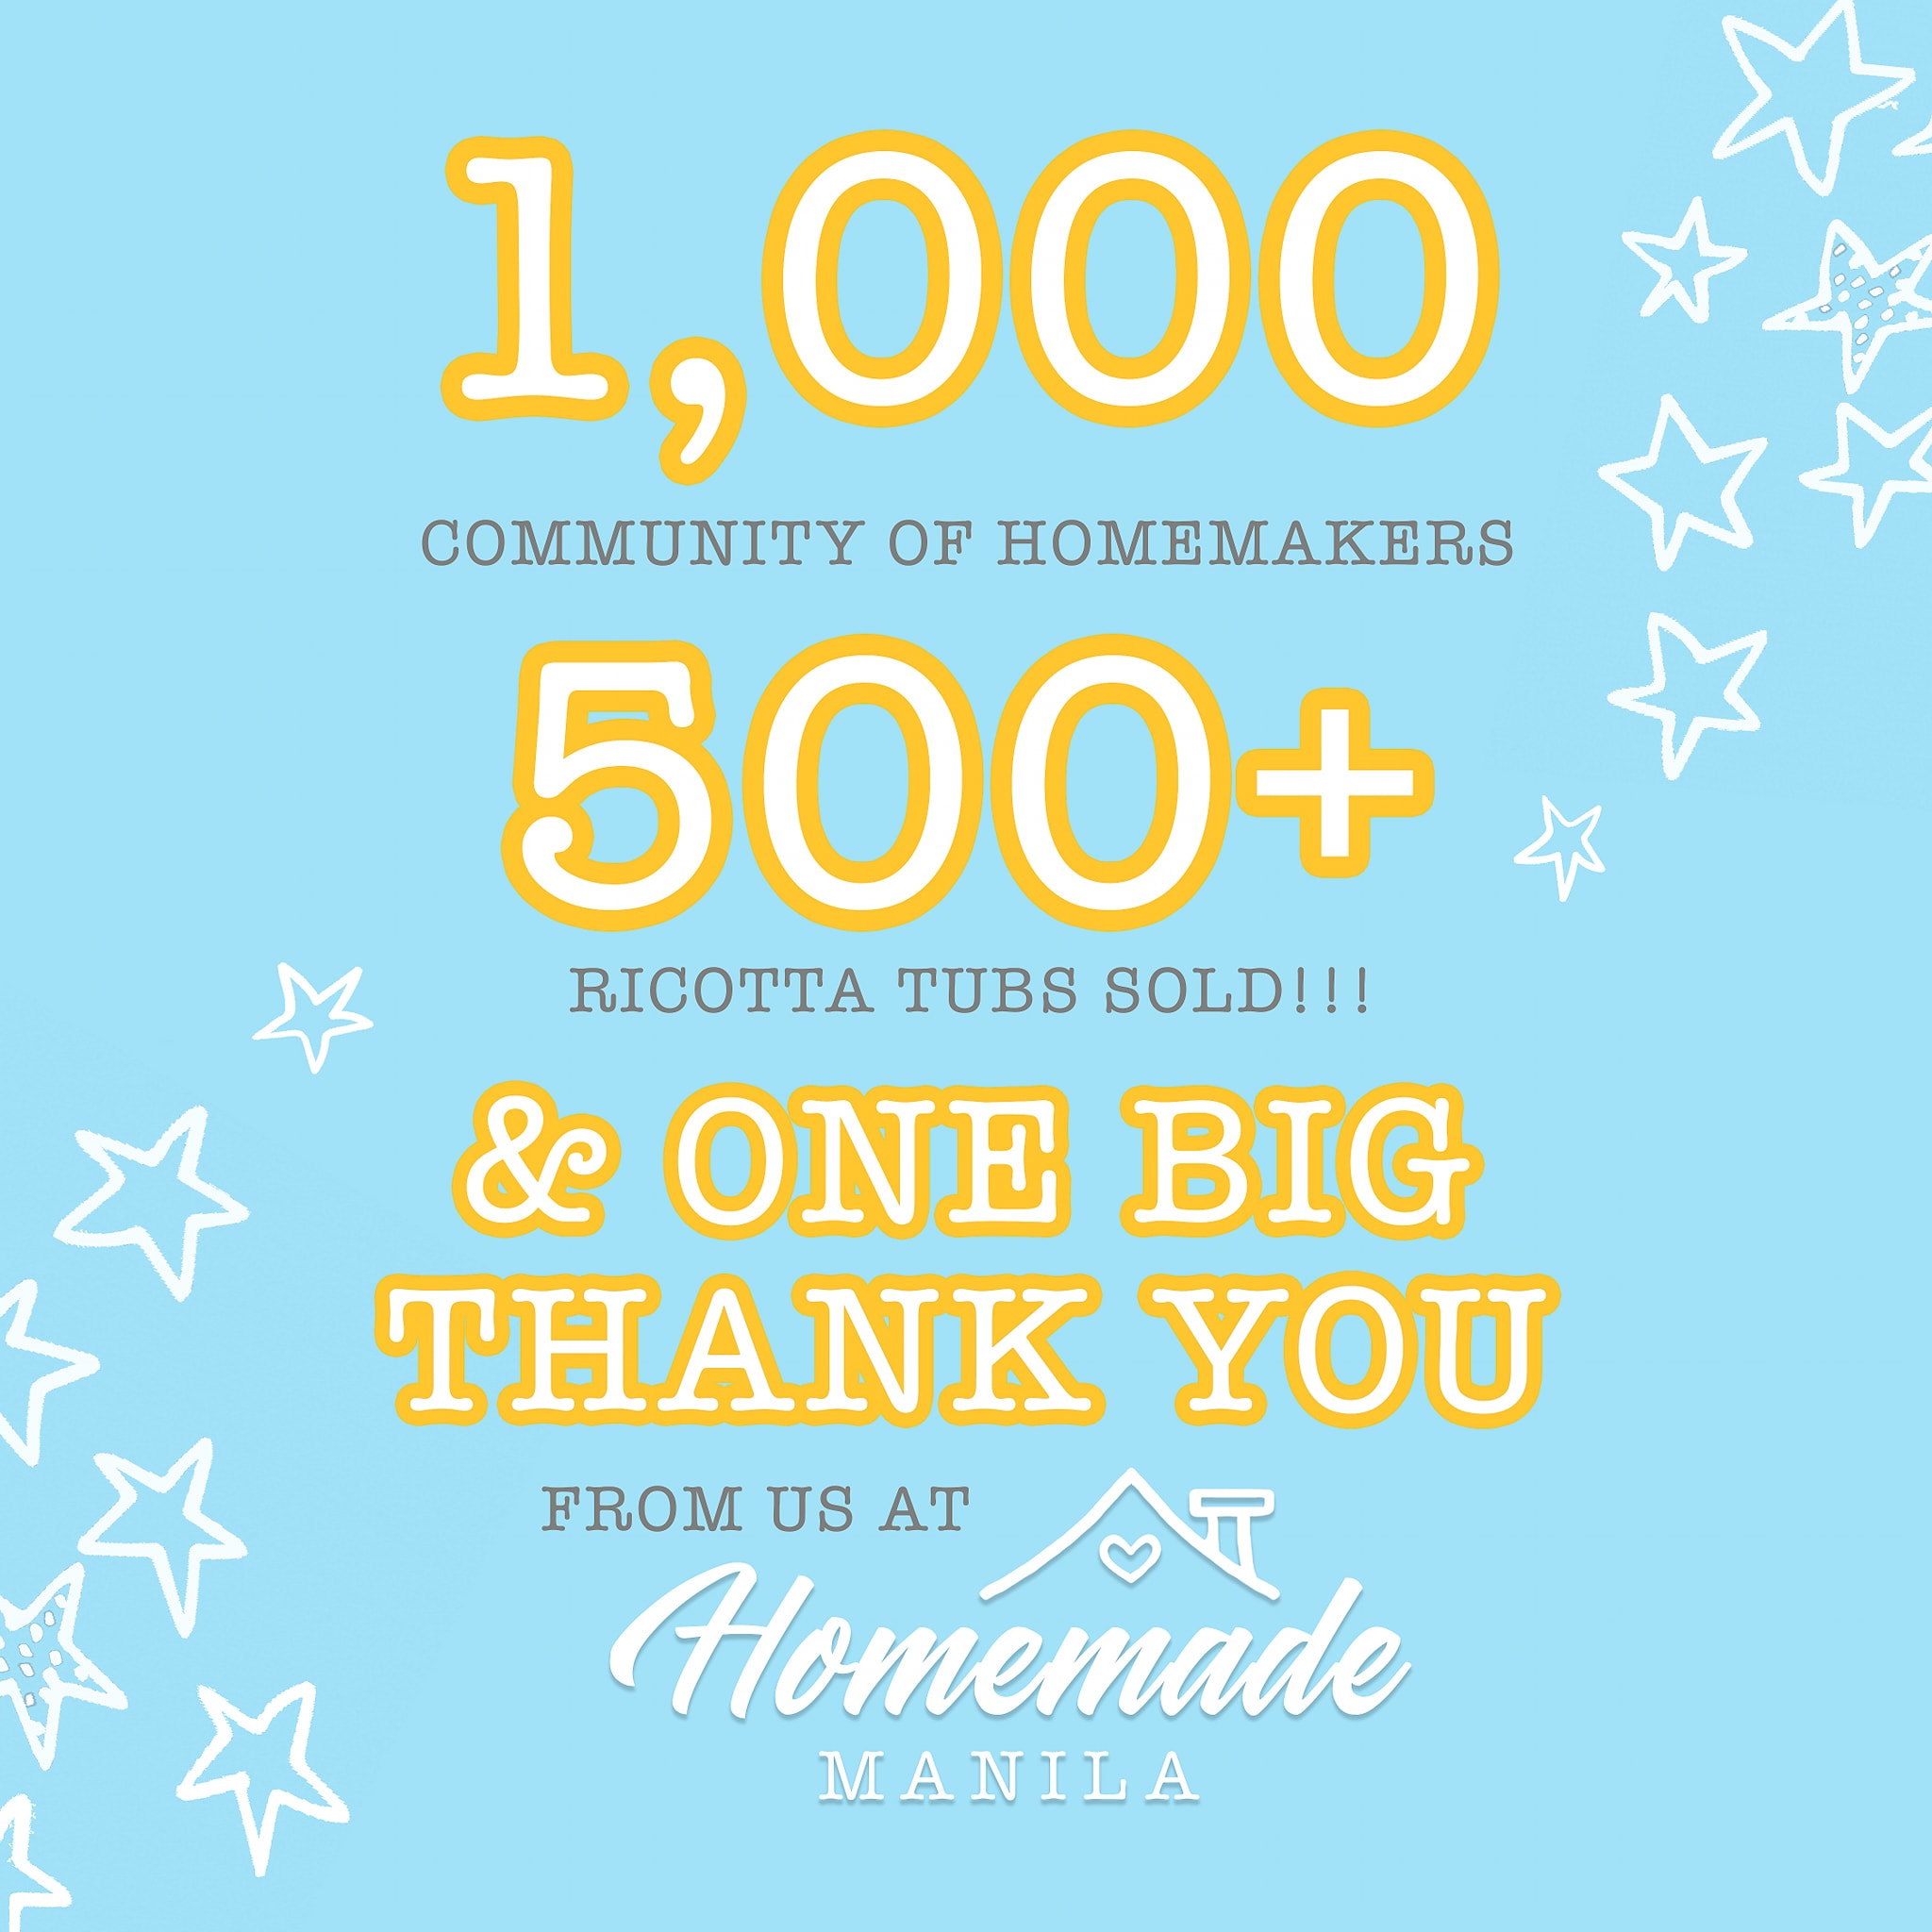 1,000
COMMUNITY OF HOMEMAKERS
500+
RICOTTA TUBS SOLD!!!
& ONE BIG
THANK YOU
FROM US AT
Homemade
MANILA